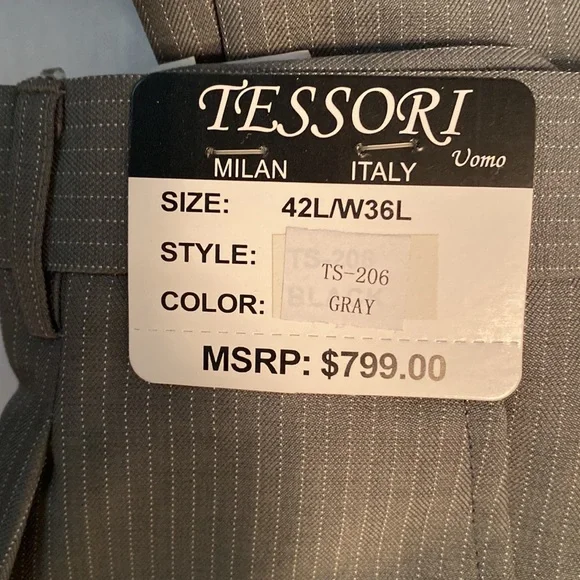 TESSORI
MILAN ITALY Uomo
SIZE: 42L/W36L
STYLE: TS-206
COLOR: GRAY
MSRP: $799.00